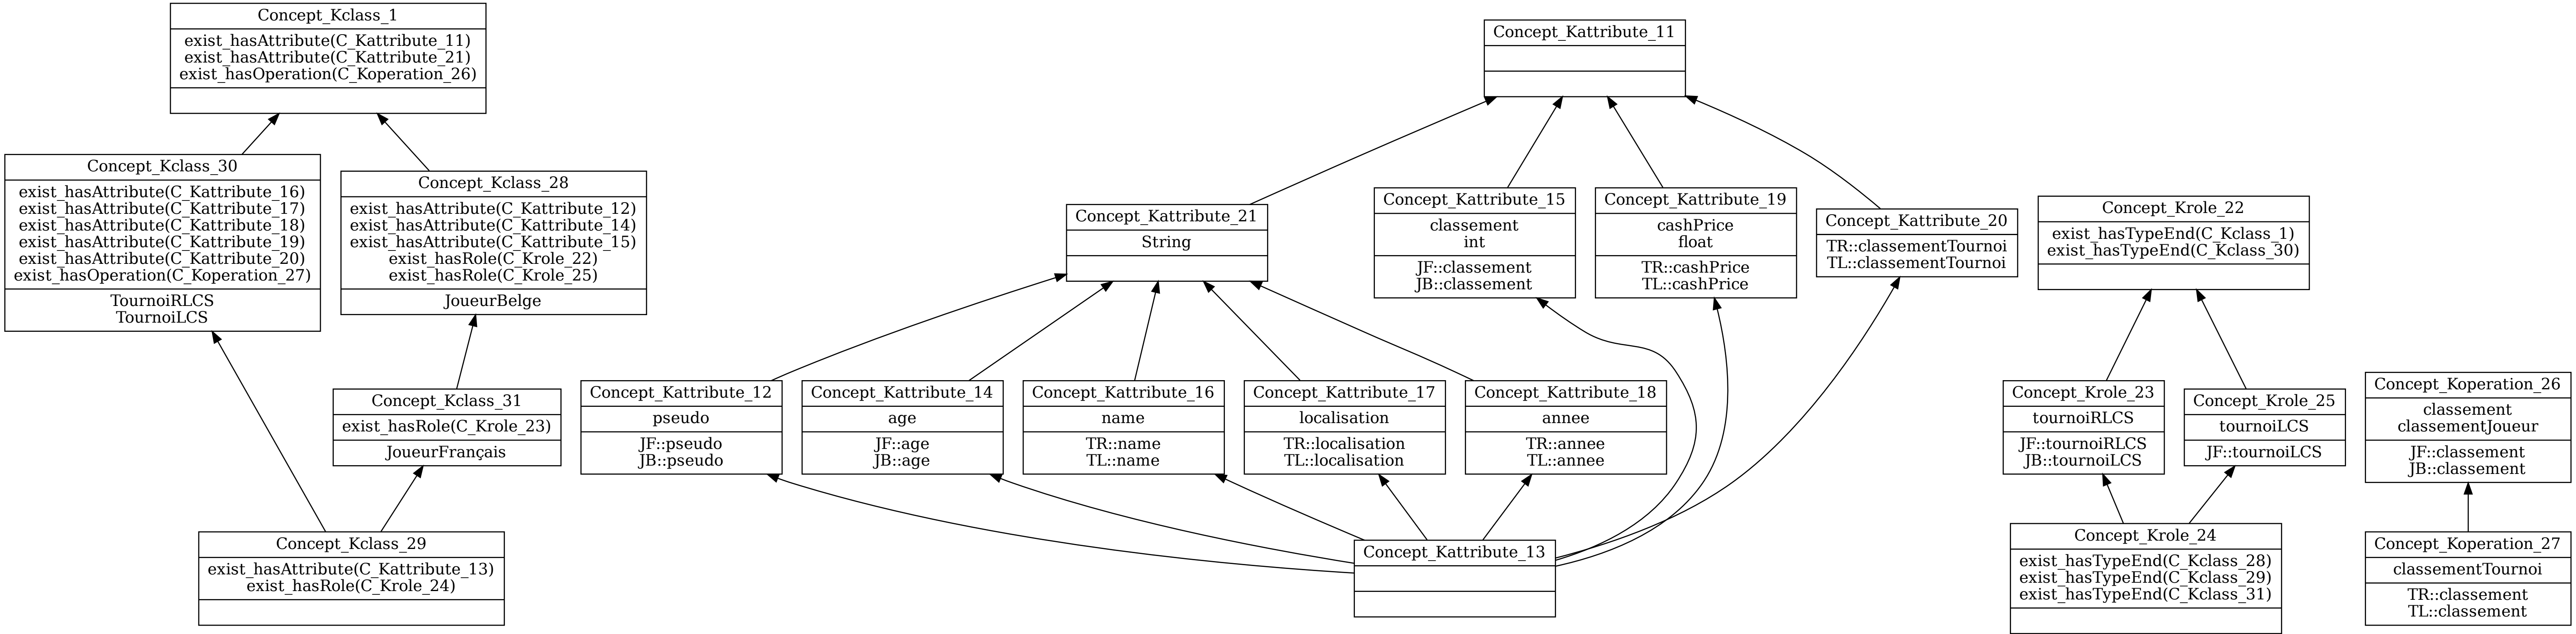 Concept_Kclass_1
exist_hasAttribute(C_Kattribute_11)
exist_hasAttribute(C_Kattribute_21)
exist_hasOperation(C_Koperation_26)
Concept_Kclass_30
exist_hasAttribute(C_Kattribute_16)
exist_hasAttribute(C_Kattribute_17)
exist_hasAttribute(C_Kattribute_18)
exist_hasAttribute(C_Kattribute_19)
exist_hasAttribute(C_Kattribute_20)
exist_hasOperation(C_Koperation_27)
TournoiRLCS
TournoiLCS
Concept_Kclass_28
exist_hasAttribute(C_Kattribute_12)
exist_hasAttribute(C_Kattribute_14)
exist_hasAttribute(C_Kattribute_15)
exist_hasRole(C_Krole_22)
exist_hasRole(C_Krole_25)
JoueurBelge
Concept_Kclass_31
exist_hasRole(C_Krole_23)
JoueurFrançais
Concept_Kclass_29
exist_hasAttribute(C_Kattribute_13)
exist_hasRole(C_Krole_24)
Concept_Kattribute_11
Concept_Kattribute_21
String
Concept_Kattribute_15
classement
int
JF::classement
JB::classement
Concept_Kattribute_19
cashPrice
float
TR::cashPrice
TL::cashPrice
Concept_Kattribute_20
TR::classementTournoi
TL::classementTournoi
Concept_Kattribute_12
pseudo
JF::pseudo
JB::pseudo
Concept_Kattribute_14
age
JF::age
JB::age
Concept_Kattribute_16
name
TR::name
TL::name
Concept_Kattribute_17
localisation
TR::localisation
TL::localisation
Concept_Kattribute_18
annee
TR::annee
TL::annee
Concept_Kattribute_13
Concept_Krole_22
exist_hasTypeEnd(C_Kclass_1)
exist_hasTypeEnd(C_Kclass_30)
Concept_Krole_23
tournoiRLCS
JF::tournoiRLCS
JB::tournoiLCS
Concept_Krole_25
tournoiLCS
JF::tournoiLCS
Concept_Krole_24
exist_hasTypeEnd(C_Kclass_28)
exist_hasTypeEnd(C_Kclass_29)
exist_hasTypeEnd(C_Kclass_31)
Concept_Koperation_26
classement
classementJoueur
JF::classement
JB::classement
Concept_Koperation_27
classementTournoi
TR::classement
TL::classement